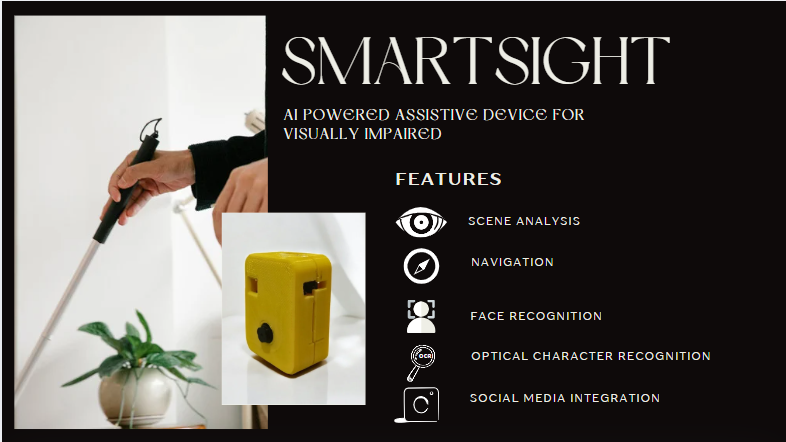 SMARTSIGHT
AI POWERED ASSISTIVE DEVICE FOR
VISUALLY IMPAIRED
FEATURES
SCENE ANALYSIS
NAVIGATION
FACE RECOGNITION
OCR
OPTICAL CHARACTER RECOGNITION
SOCIAL MEDIA INTEGRATION